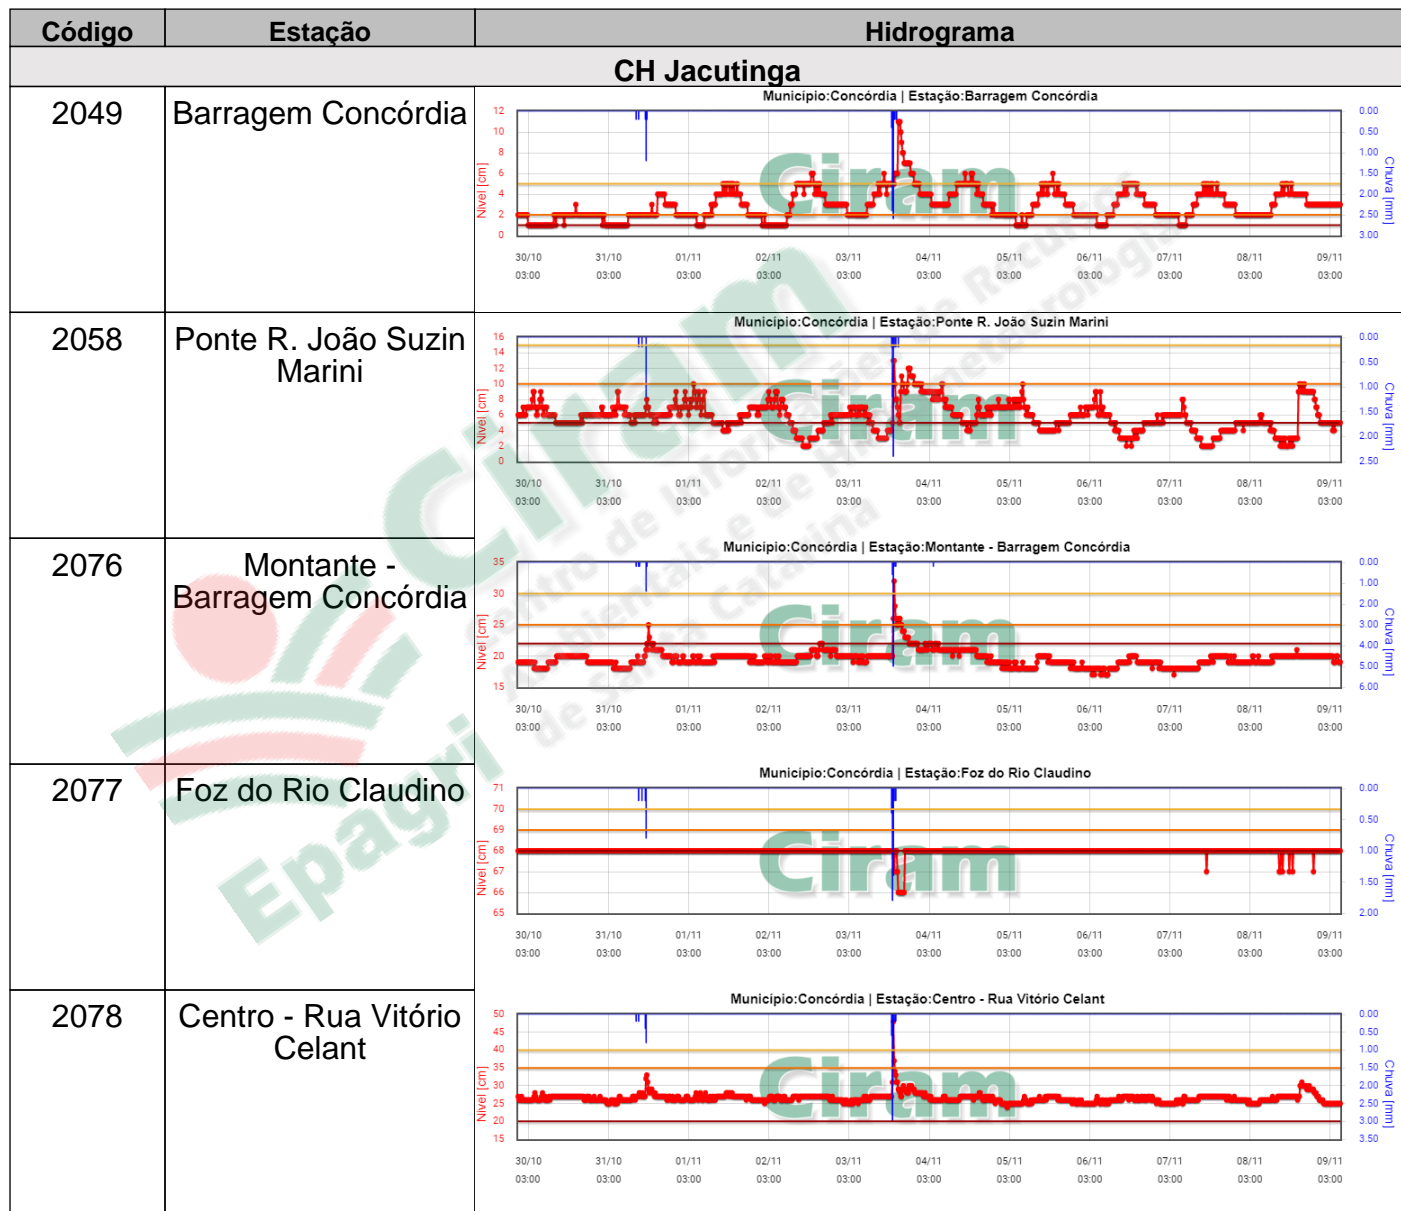 Código Estação Hidrograma
CH Jacutinga
2049 Barragem Concórdia
Município:Concórdia | Estação:Barragem Concórdia
12 10 8 6 4 2 0
Nível [cm]
0.00 0.50 1.00 1.50 2.00 2.50 3.00
Chuva [mm]
30/10 31/10 01/11 02/11 03/11 04/11 05/11 06/11 07/11 08/11 09/11
03:00 03:00 03:00 03:00 03:00 03:00 03:00 03:00 03:00 03:00 03:00
2058 Ponte R. João Suzin
Marini
Município:Concórdia | Estação:Ponte R. João Suzin Marini
16 14 12 10 8 6 4 2 0
Nível [cm]
0.00 0.50 1.00 1.50 2.00 2.50
Chuva [mm]
30/10 31/10 01/11 02/11 03/11 04/11 05/11 06/11 07/11 08/11 09/11
03:00 03:00 03:00 03:00 03:00 03:00 03:00 03:00 03:00 03:00 03:00
2076 Montante -
Barragem Concórdia
Município:Concórdia | Estação:Montante - Barragem Concórdia
35 30 25 20 15
Nível [cm]
0.00 1.00 2.00 3.00 4.00 5.00 6.00
Chuva [mm]
30/10 31/10 01/11 02/11 03/11 04/11 05/11 06/11 07/11 08/11 09/11
03:00 03:00 03:00 03:00 03:00 03:00 03:00 03:00 03:00 03:00 03:00
2077 Foz do Rio Claudino
Município:Concórdia | Estação:Foz do Rio Claudino
71 70 69 68 67 66 65
Nível [cm]
0.00 0.50 1.00 1.50 2.00
Chuva [mm]
30/10 31/10 01/11 02/11 03/11 04/11 05/11 06/11 07/11 08/11 09/11
03:00 03:00 03:00 03:00 03:00 03:00 03:00 03:00 03:00 03:00 03:00
2078 Centro - Rua Vitório
Celant
Município:Concórdia | Estação:Centro - Rua Vitório Celant
50 45 40 35 30 25 20 15
Nível [cm]
0.00 0.50 1.00 1.50 2.00 2.50 3.00 3.50
Chuva [mm]
30/10 31/10 01/11 02/11 03/11 04/11 05/11 06/11 07/11 08/11 09/11
03:00 03:00 03:00 03:00 03:00 03:00 03:00 03:00 03:00 03:00 03:00
Ciram
Ciram
Ciram
Ciram
Ciram
Epagri Ciram
Centro de Informações de Recursos
Ambientais e de Hidrometeorologia
de Santa Catarina